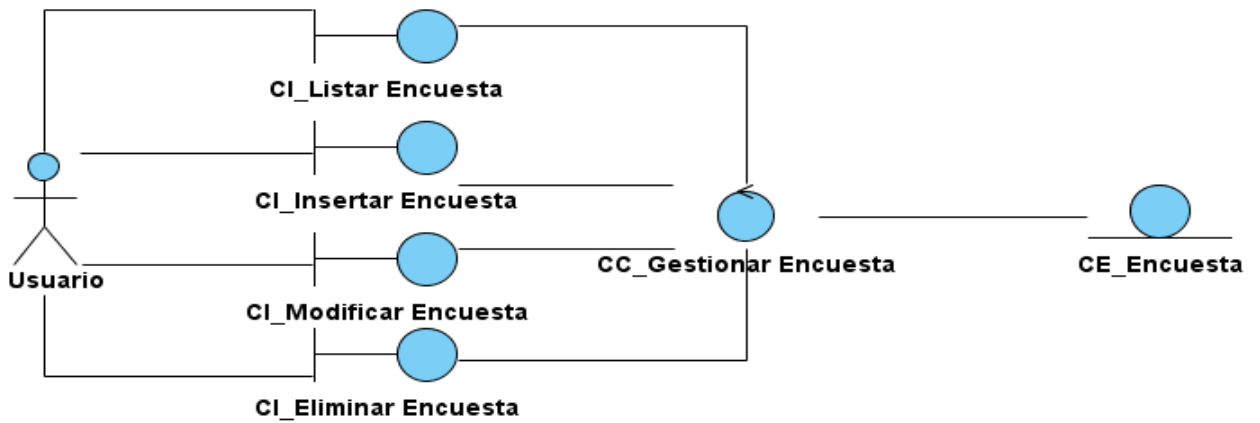 CI_Listar Encuesta
CI_Insertar Encuesta
Usuario
CC_Gestionar Encuesta
CE_Encuesta
CI_Modificar Encuesta
CI_Eliminar Encuesta